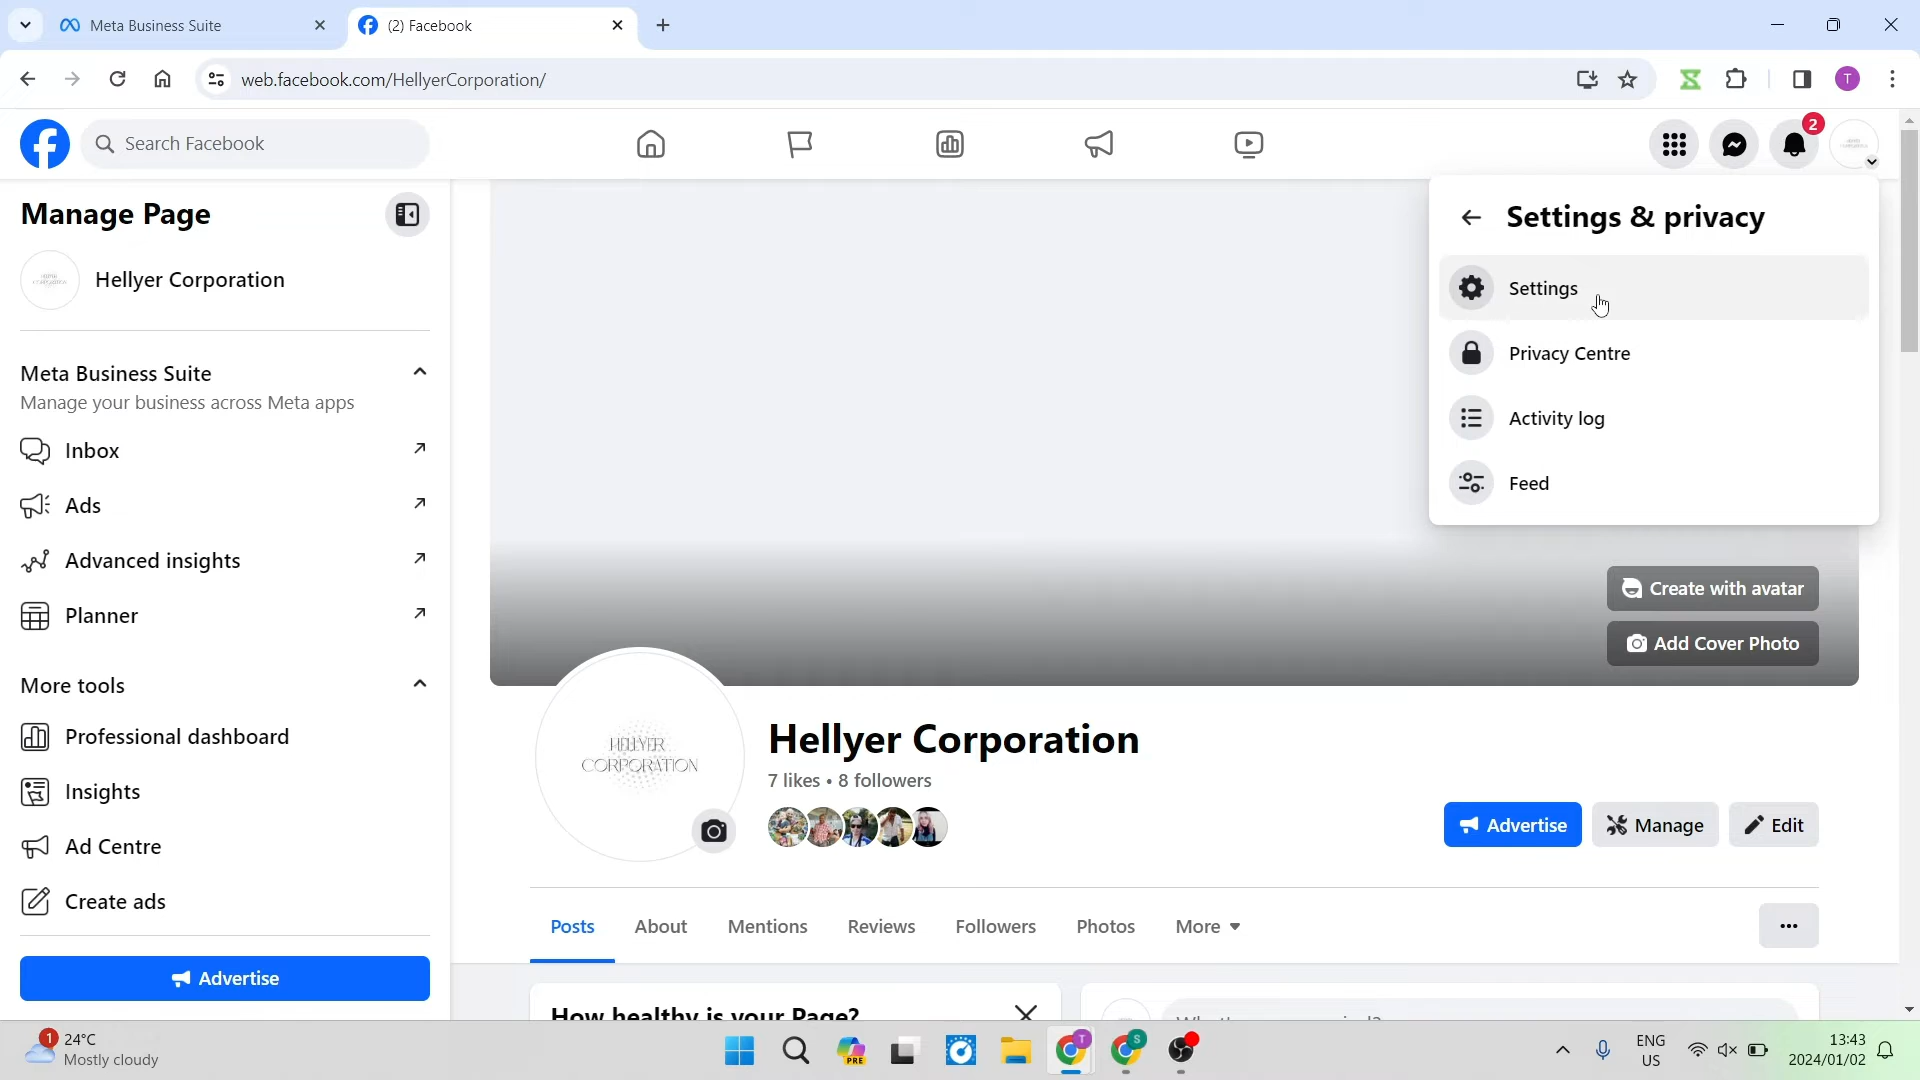 Meta Business Suite
(2) Facebook
web.facebook.com/HellyerCorporation/
T
Search Facebook
2
Manage Page
Hellyer Corporation
Meta Business Suite
Manage your business across Meta apps
Inbox
Ads
Advanced insights
Planner
More tools
Professional dashboard
Insights
Ad Centre
Create ads
Advertise
Settings & privacy
Settings
Privacy Centre
Activity log
Feed
Create with avatar
Add Cover Photo
HELLYER
CORPORATION
Hellyer Corporation
7 likes • 8 followers
Advertise
Manage
Edit
Posts
About
Mentions
Reviews
Followers
Photos
More
How healthy is your Page?
1
24°C
Mostly cloudy
PRE
T
S
ENG
US
13:43
2024/01/02